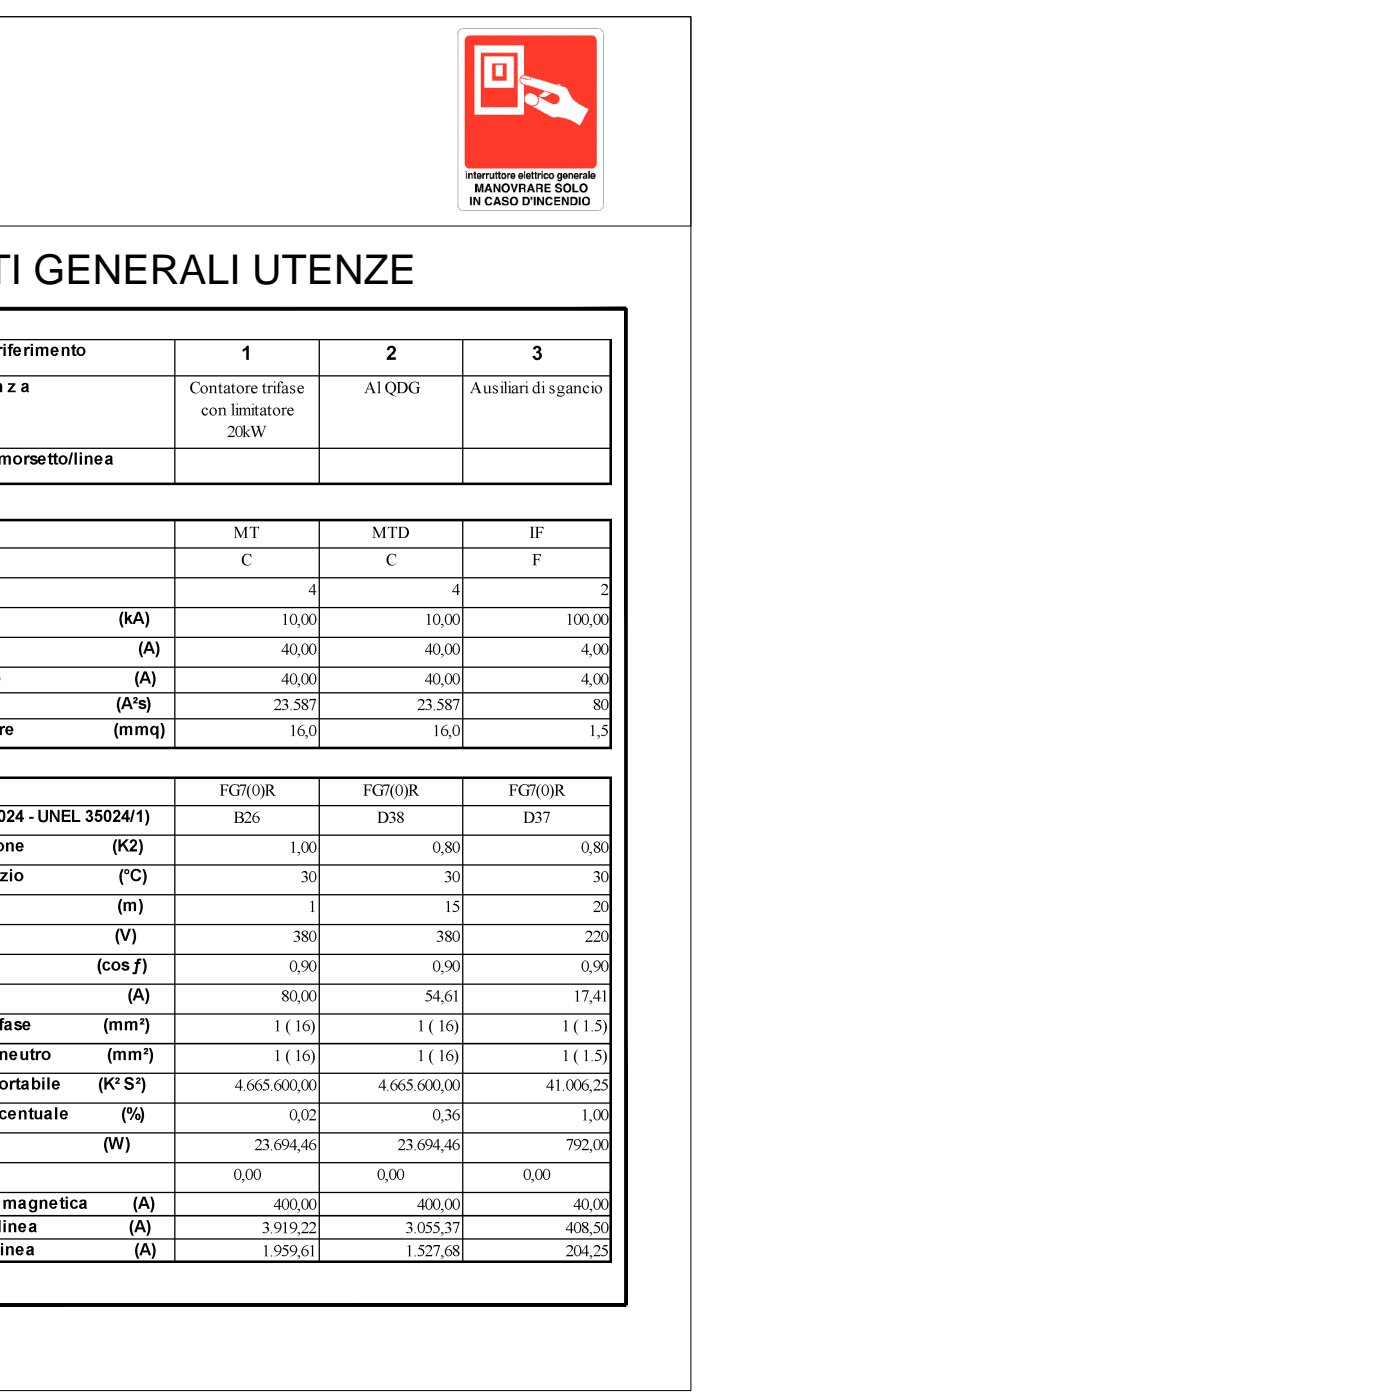 interruttore elettrico generale
MANOVRARE SOLO
IN CASO D'INCENDIO
TI GENERALI UTENZE
riferimento 1 2 3
n z a Contatore trifase Al QDG Ausiliari di sgancio
con limitatore
20kW
morsetto/linea
MT MTD IF
C C F
4 4 2
(kA) 10,00 10,00 100,00
(A) 40,00 40,00 4,00
(A) 40,00 40,00 4,00
(A²s) 23.587 23.587 80
re (mmq) 16,0 16,0 1,5
FG7(0)R FG7(0)R FG7(0)R
024 - UNEL 35024/1) B26 D38 D37
one (K2) 1,00 0,80 0,80
zio (°C) 30 30 30
(m) 1 15 20
(V) 380 380 220
(cos ƒ) 0,90 0,90 0,90
(A) 80,00 54,61 17,41
fase (mm²) 1 ( 16) 1 ( 16) 1 ( 1.5)
neutro (mm²) 1 ( 16) 1 ( 16) 1 ( 1.5)
ortabile (K² S²) 4.665.600,00 4.665.600,00 41.006,25
centuale (%) 0,02 0,36 1,00
(W) 23.694,46 23.694,46 792,00
0,00 0,00 0,00
magnetica (A) 400,00 400,00 40,00
linea (A) 3.919,22 3.055,37 408,50
inea (A) 1.959,61 1.527,68 204,25